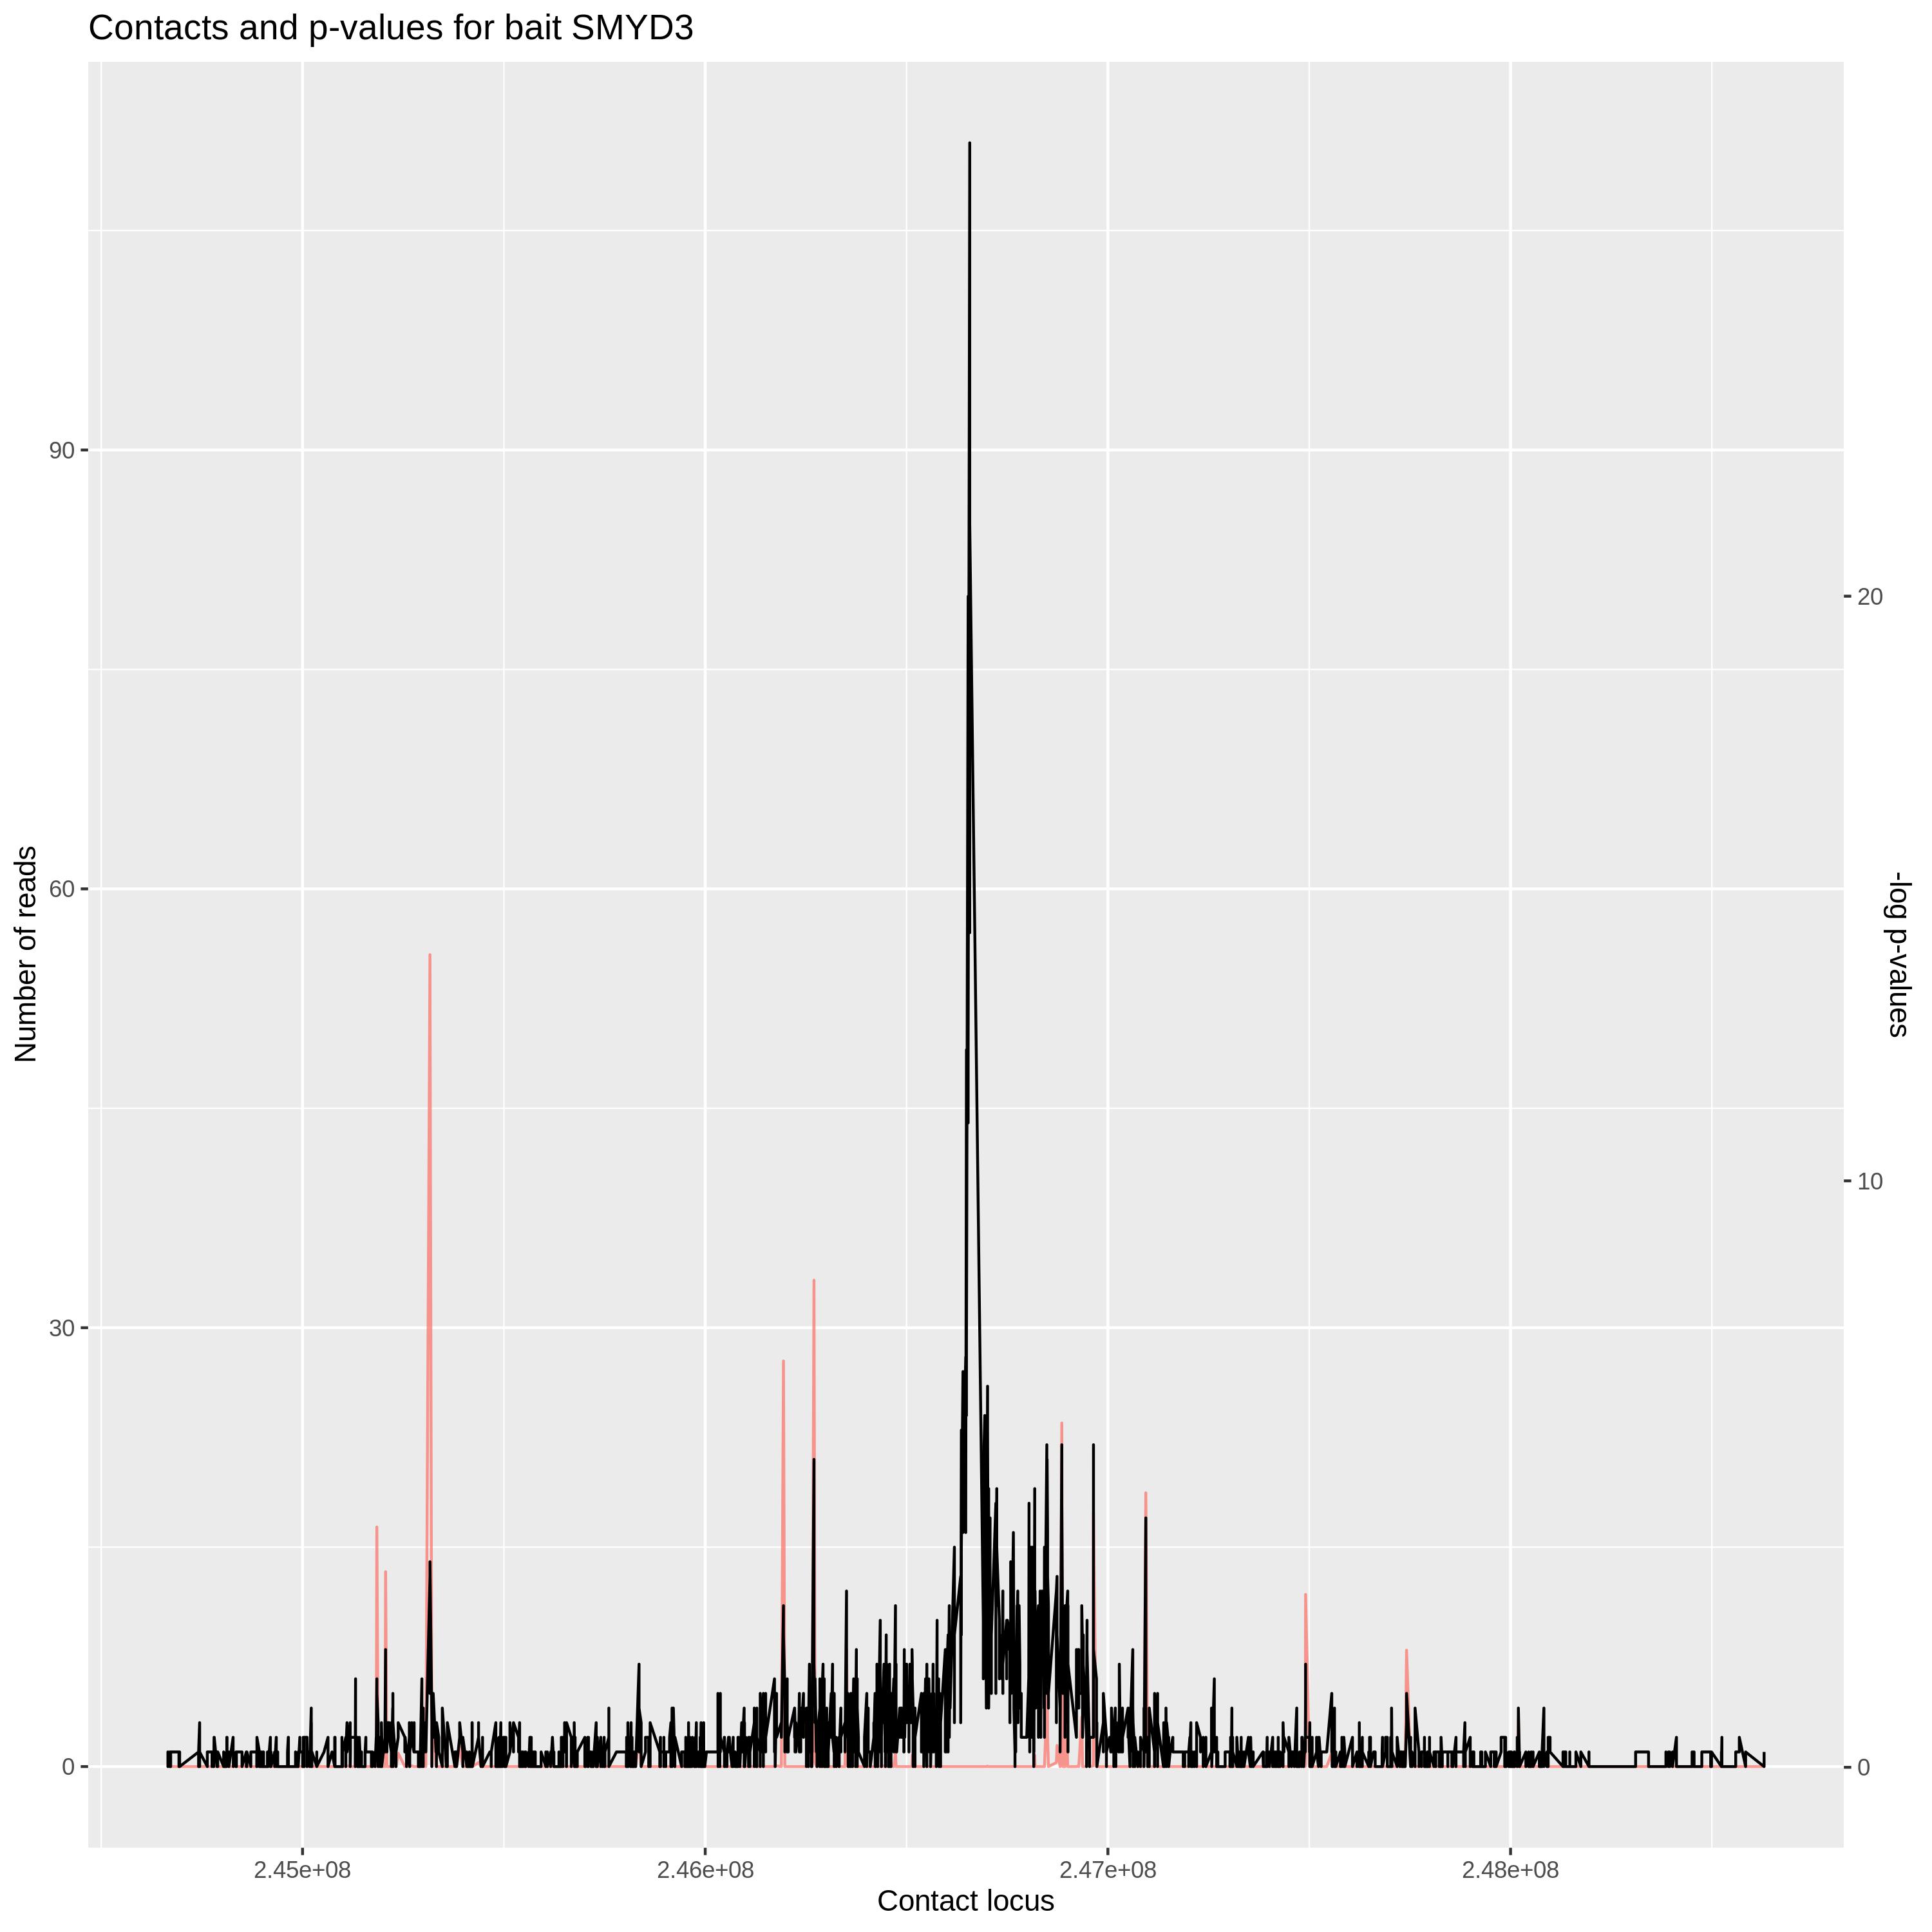 Contacts and p-values for bait SMYD3
90
60
30
0
Number of reads
20
10
0
-log p-values
2.45e+08
2.46e+08
2.47e+08
2.48e+08
Contact locus